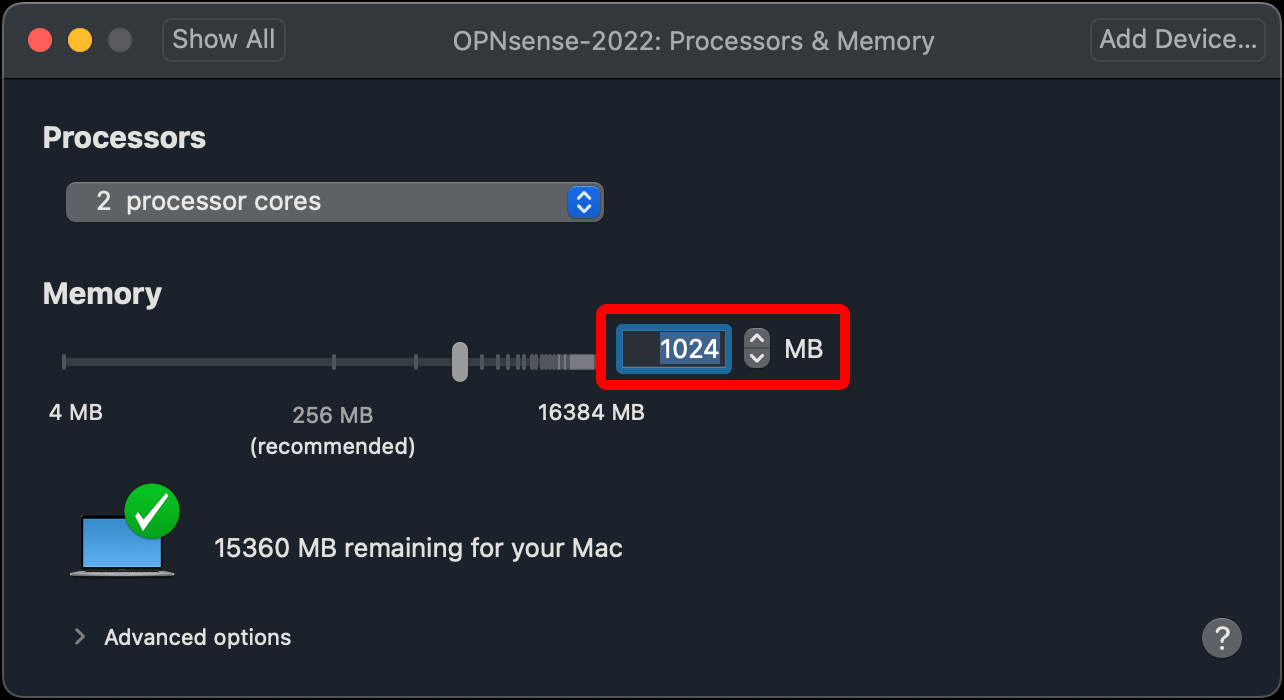 Show All
OPNsense-2022: Processors & Memory
Add Device...
Processors
2 processor cores
Memory
1024 MB
4 MB
256 MB
(recommended)
16384 MB
15360 MB remaining for your Mac
Advanced options
?